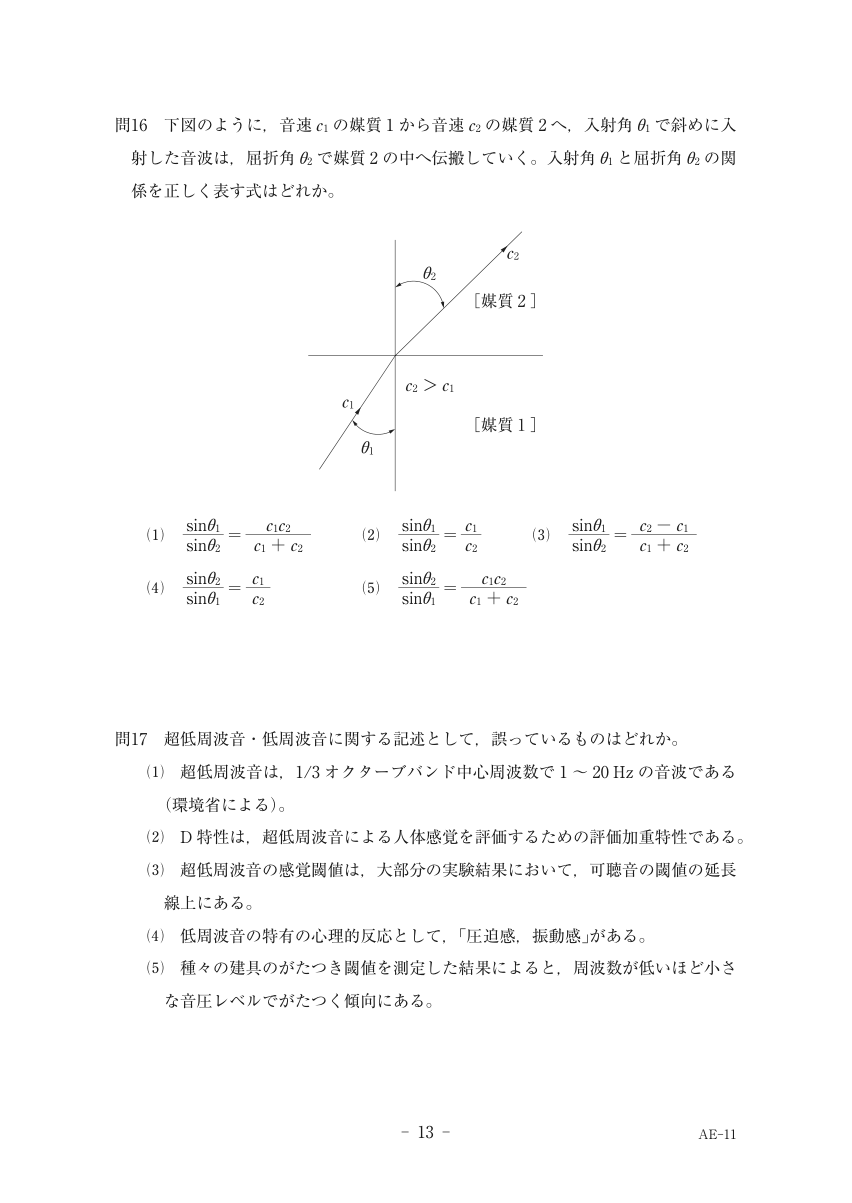 問16　下図のように，音速 c₁ の媒質 1 から音速 c₂ の媒質 2 へ，入射角 θ₁ で斜めに入
射した音波は，屈折角 θ₂ で媒質 2 の中へ伝搬していく。入射角 θ₁ と屈折角 θ₂ の関
係を正しく表す式はどれか。
c₂
θ₂
［媒質 2 ］
c₂ > c₁
c₁
［媒質 1 ］
θ₁
(1)　sinθ₁/sinθ₂ = c₁c₂/(c₁ + c₂)　(2)　sinθ₁/sinθ₂ = c₁/c₂　(3)　sinθ₁/sinθ₂ = (c₂ − c₁)/(c₁ + c₂)
(4)　sinθ₂/sinθ₁ = c₁/c₂　(5)　sinθ₂/sinθ₁ = c₁c₂/(c₁ + c₂)
問17　超低周波音・低周波音に関する記述として，誤っているものはどれか。
(1)　超低周波音は，1/3 オクターブバンド中心周波数で 1 ～ 20 Hz の音波である
（環境省による）。
(2)　D 特性は，超低周波音による人体感覚を評価するための評価加重特性である。
(3)　超低周波音の感覚閾値は，大部分の実験結果において，可聴音の閾値の延長
線上にある。
(4)　低周波音の特有の心理的反応として，「圧迫感，振動感」がある。
(5)　種々の建具のがたつき閾値を測定した結果によると，周波数が低いほど小さ
な音圧レベルでがたつく傾向にある。
– 13 –
AE-11